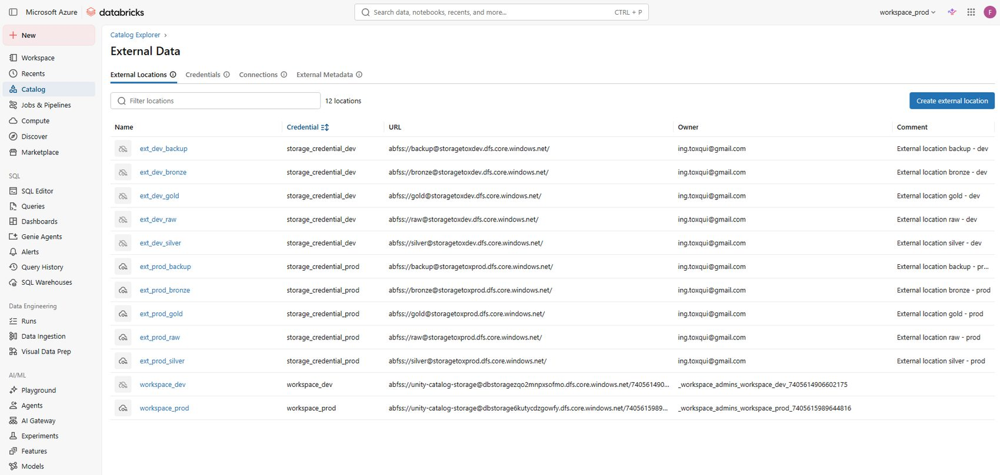 Microsoft Azure databricks
Search data, notebooks, recents, and more... CTRL + P
workspace_prod
F
New
Workspace
Recents
Catalog
Jobs & Pipelines
Compute
Discover
Marketplace
SQL
SQL Editor
Queries
Dashboards
Genie Agents
Alerts
Query History
SQL Warehouses
Data Engineering
Runs
Data Ingestion
Visual Data Prep
AI/ML
Playground
Agents
AI Gateway
Experiments
Features
Models
Catalog Explorer ›
External Data
External Locations Credentials Connections External Metadata
Filter locations 12 locations Create external location
Name Credential URL Owner Comment
ext_dev_backup storage_credential_dev abfss://backup@storagetoxdev.dfs.core.windows.net/ ing.toxqui@gmail.com External location backup - dev
ext_dev_bronze storage_credential_dev abfss://bronze@storagetoxdev.dfs.core.windows.net/ ing.toxqui@gmail.com External location bronze - dev
ext_dev_gold storage_credential_dev abfss://gold@storagetoxdev.dfs.core.windows.net/ ing.toxqui@gmail.com External location gold - dev
ext_dev_raw storage_credential_dev abfss://raw@storagetoxdev.dfs.core.windows.net/ ing.toxqui@gmail.com External location raw - dev
ext_dev_silver storage_credential_dev abfss://silver@storagetoxdev.dfs.core.windows.net/ ing.toxqui@gmail.com External location silver - dev
ext_prod_backup storage_credential_prod abfss://backup@storagetoxprod.dfs.core.windows.net/ ing.toxqui@gmail.com External location backup - pr...
ext_prod_bronze storage_credential_prod abfss://bronze@storagetoxprod.dfs.core.windows.net/ ing.toxqui@gmail.com External location bronze - prod
ext_prod_gold storage_credential_prod abfss://gold@storagetoxprod.dfs.core.windows.net/ ing.toxqui@gmail.com External location gold - prod
ext_prod_raw storage_credential_prod abfss://raw@storagetoxprod.dfs.core.windows.net/ ing.toxqui@gmail.com External location raw - prod
ext_prod_silver storage_credential_prod abfss://silver@storagetoxprod.dfs.core.windows.net/ ing.toxqui@gmail.com External location silver - prod
workspace_dev workspace_dev abfss://unity-catalog-storage@dbstoragezqo2mnpxsofmo.dfs.core.windows.net/740561490... _workspace_admins_workspace_dev_7405614906602175
workspace_prod workspace_prod abfss://unity-catalog-storage@dbstorage6kutycdzgowfy.dfs.core.windows.net/7405615989... _workspace_admins_workspace_prod_7405615989644816